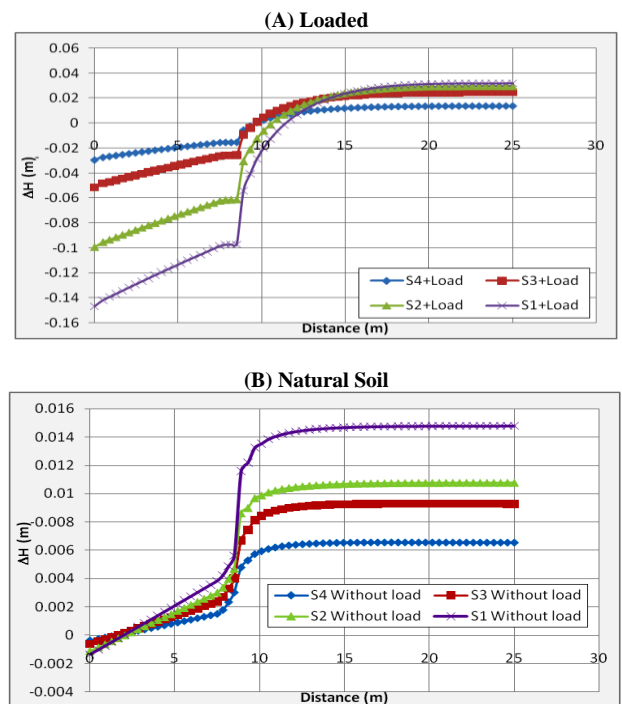 (A) Loaded
0.06
0.04
0.02
0
-0.02
-0.04
-0.06
-0.08
-0.1
-0.12
-0.14
-0.16
ΔH (m)
0 5 10 15 20 25 30
S4+Load S3+Load
S2+Load S1+Load
Distance (m)
(B) Natural Soil
0.016
0.014
0.012
0.01
-0.008
0.006
0.004
0.002
0
-0.002
-0.004
ΔH (m)
0 5 10 15 20 25 30
S4 Without load S3 Without load
S2 Without load S1 Without load
Distance (m)